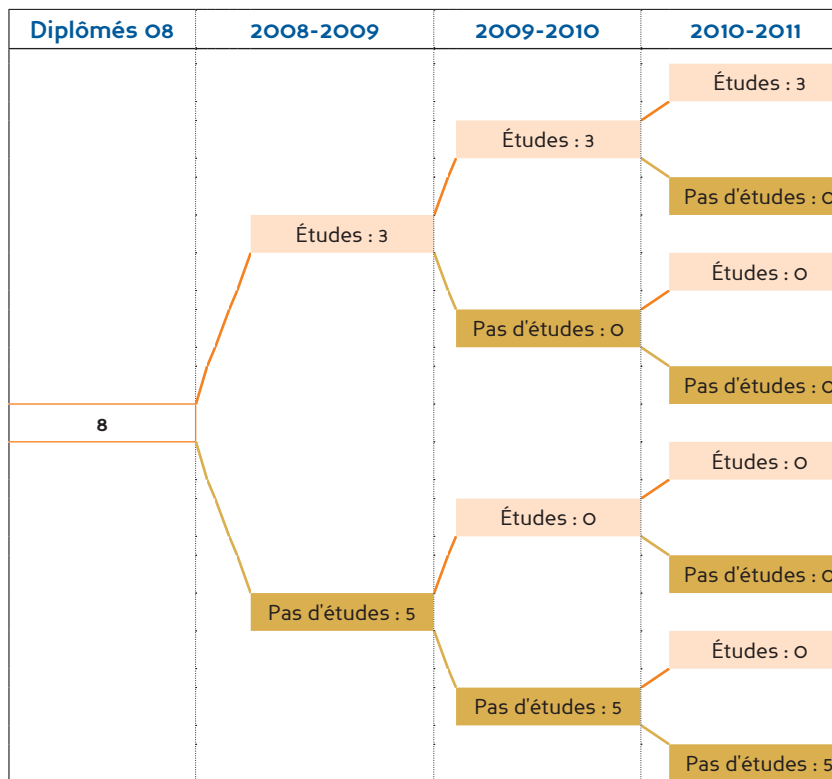 Diplômés 08 2008-2009 2009-2010 2010-2011
Études : 3
Études : 3
Pas d'études : 0
Études : 3
Études : 0
Pas d'études : 0
Pas d'études : 0
8
Études : 0
Études : 0
Pas d'études : 0
Pas d'études : 5
Études : 0
Pas d'études : 5
Pas d'études : 5